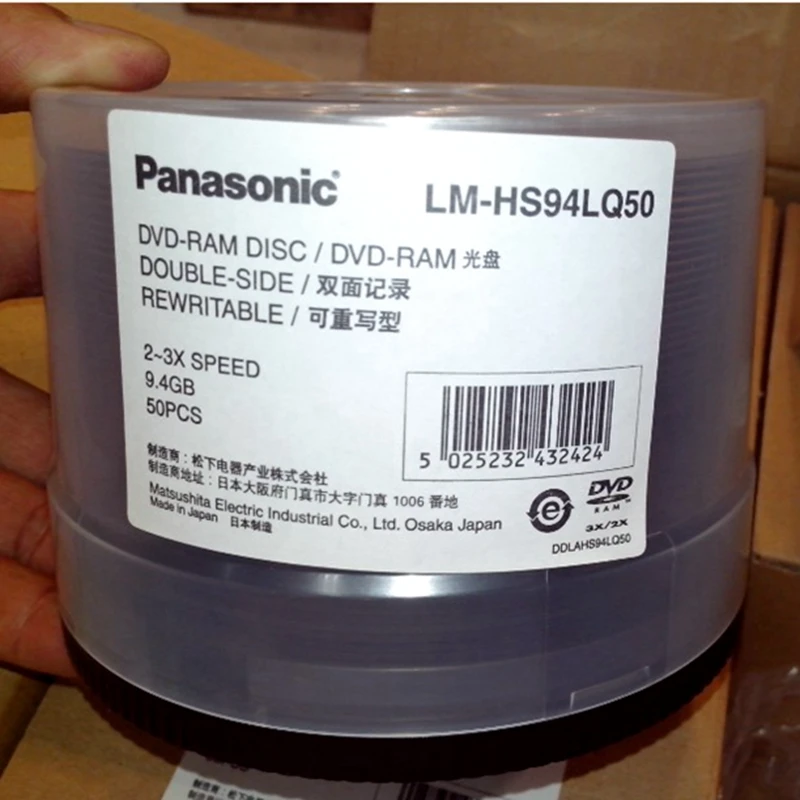 Panasonic®
LM-HS94LQ50
DVD-RAM DISC / DVD-RAM 光盘
DOUBLE-SIDE / 双面记录
REWRITABLE / 可重写型
2~3X SPEED
9.4GB
50PCS
5 025232 432424
制造商：松下电器产业株式会社
制造商地址：日本大阪府门真市大字门真 1006 番地
Matsushita Electric Industrial Co., Ltd. Osaka Japan
Made in Japan 日本制造
e
DVD
RAM
3X/2X
DDLAHS94LQ50